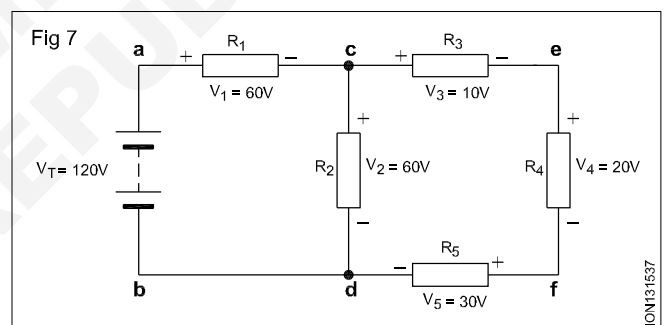 Fig 7
a
+ R1 −
c
+ R3 −
e
V1 = 60V
V3 = 10V
+
+
VT = 120V
R2
V2 = 60V
R4
V4 = 20V
−
−
b
d
− R5 +
f
V5 = 30V